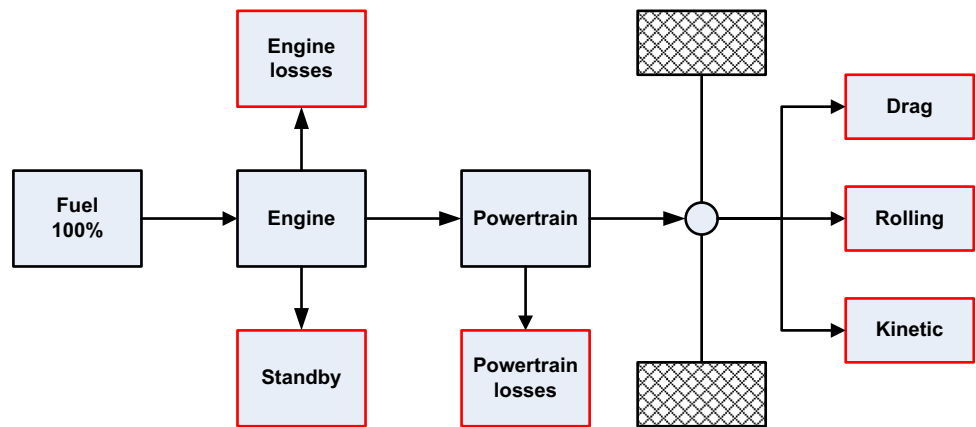 Engine
losses
Fuel
100%
Engine
Powertrain
Drag
Rolling
Kinetic
Standby
Powertrain
losses